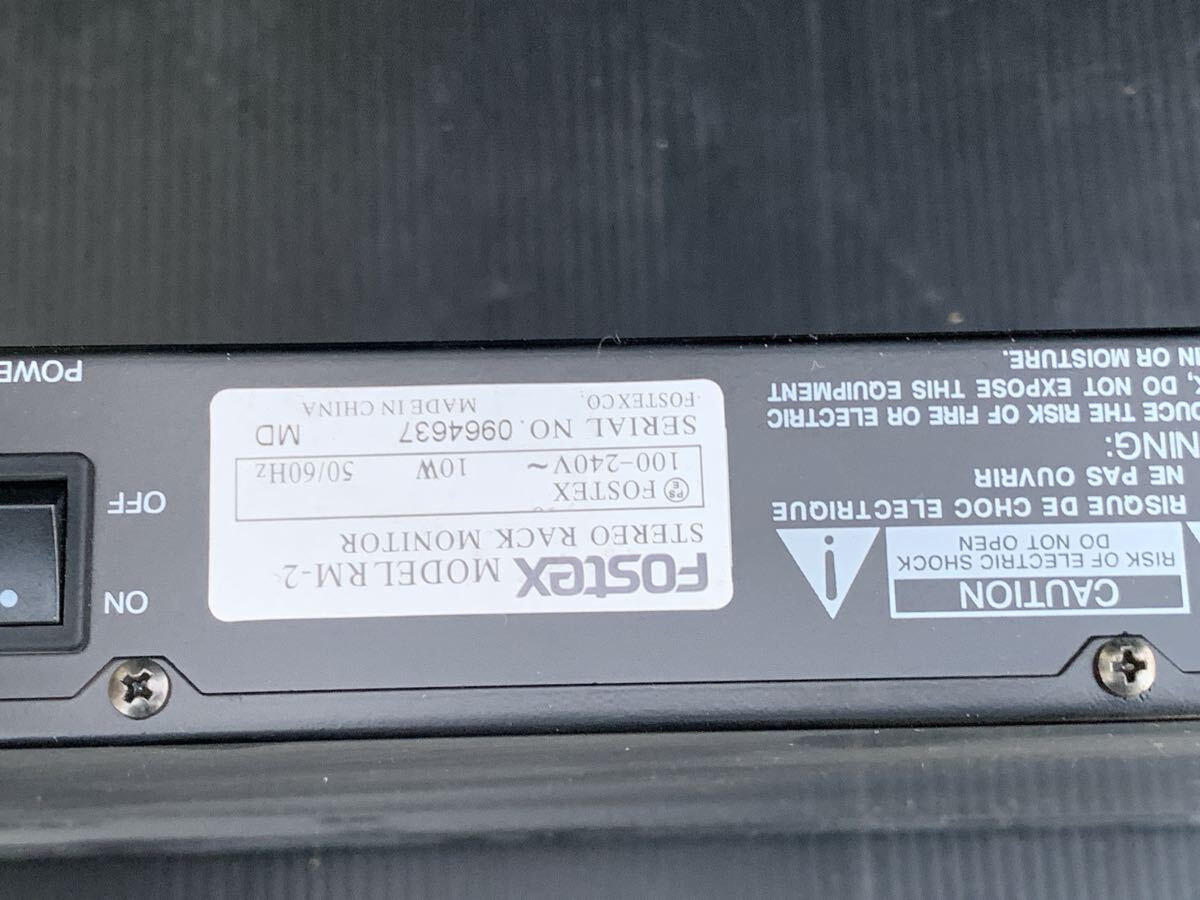 CAUTION
RISK OF ELECTRIC SHOCK
DO NOT OPEN
RISQUE DE CHOC ELECTRIQUE
NE PAS OUVRIR
NING:
DUCE THE RISK OF FIRE OR ELECTRIC
, DO NOT EXPOSE THIS EQUIPMENT
IN OR MOISTURE.
FOSTEX MODEL RM-2
STEREO RACK MONITOR
PSE FOSTEX
100-240V~ 10W 50/60Hz
SERIAL NO. 0964637 MD
FOSTEX CO. MADE IN CHINA
ON
OFF
POWE